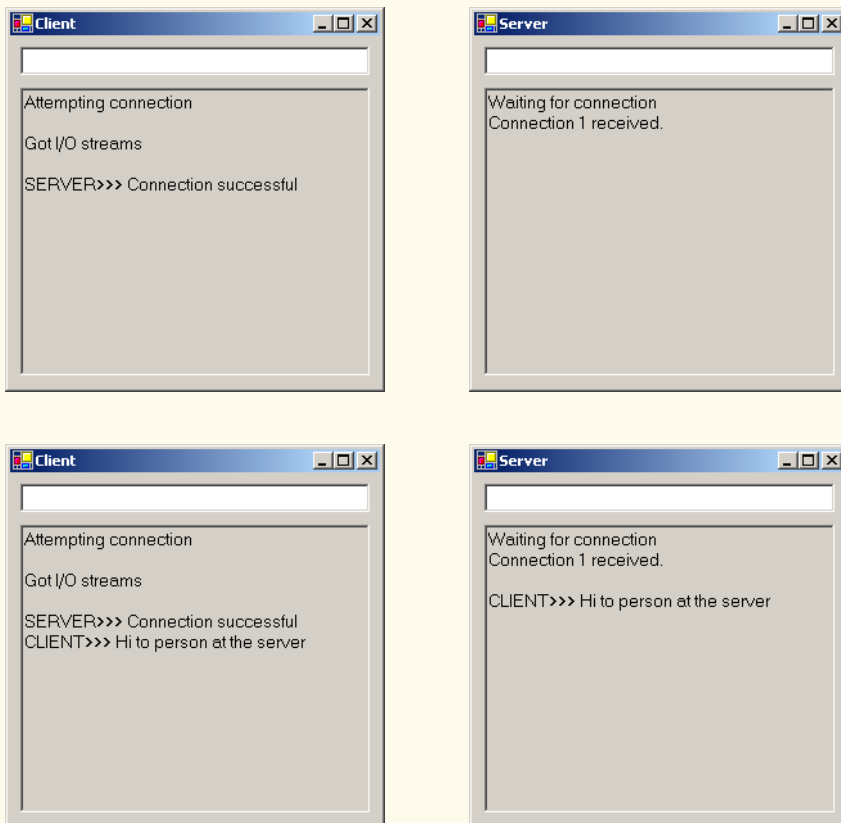 Client
Attempting connection
Got I/O streams
SERVER>>> Connection successful
Server
Waiting for connection
Connection 1 received.
Client
Attempting connection
Got I/O streams
SERVER>>> Connection successful
CLIENT>>> Hi to person at the server
Server
Waiting for connection
Connection 1 received.
CLIENT>>> Hi to person at the server